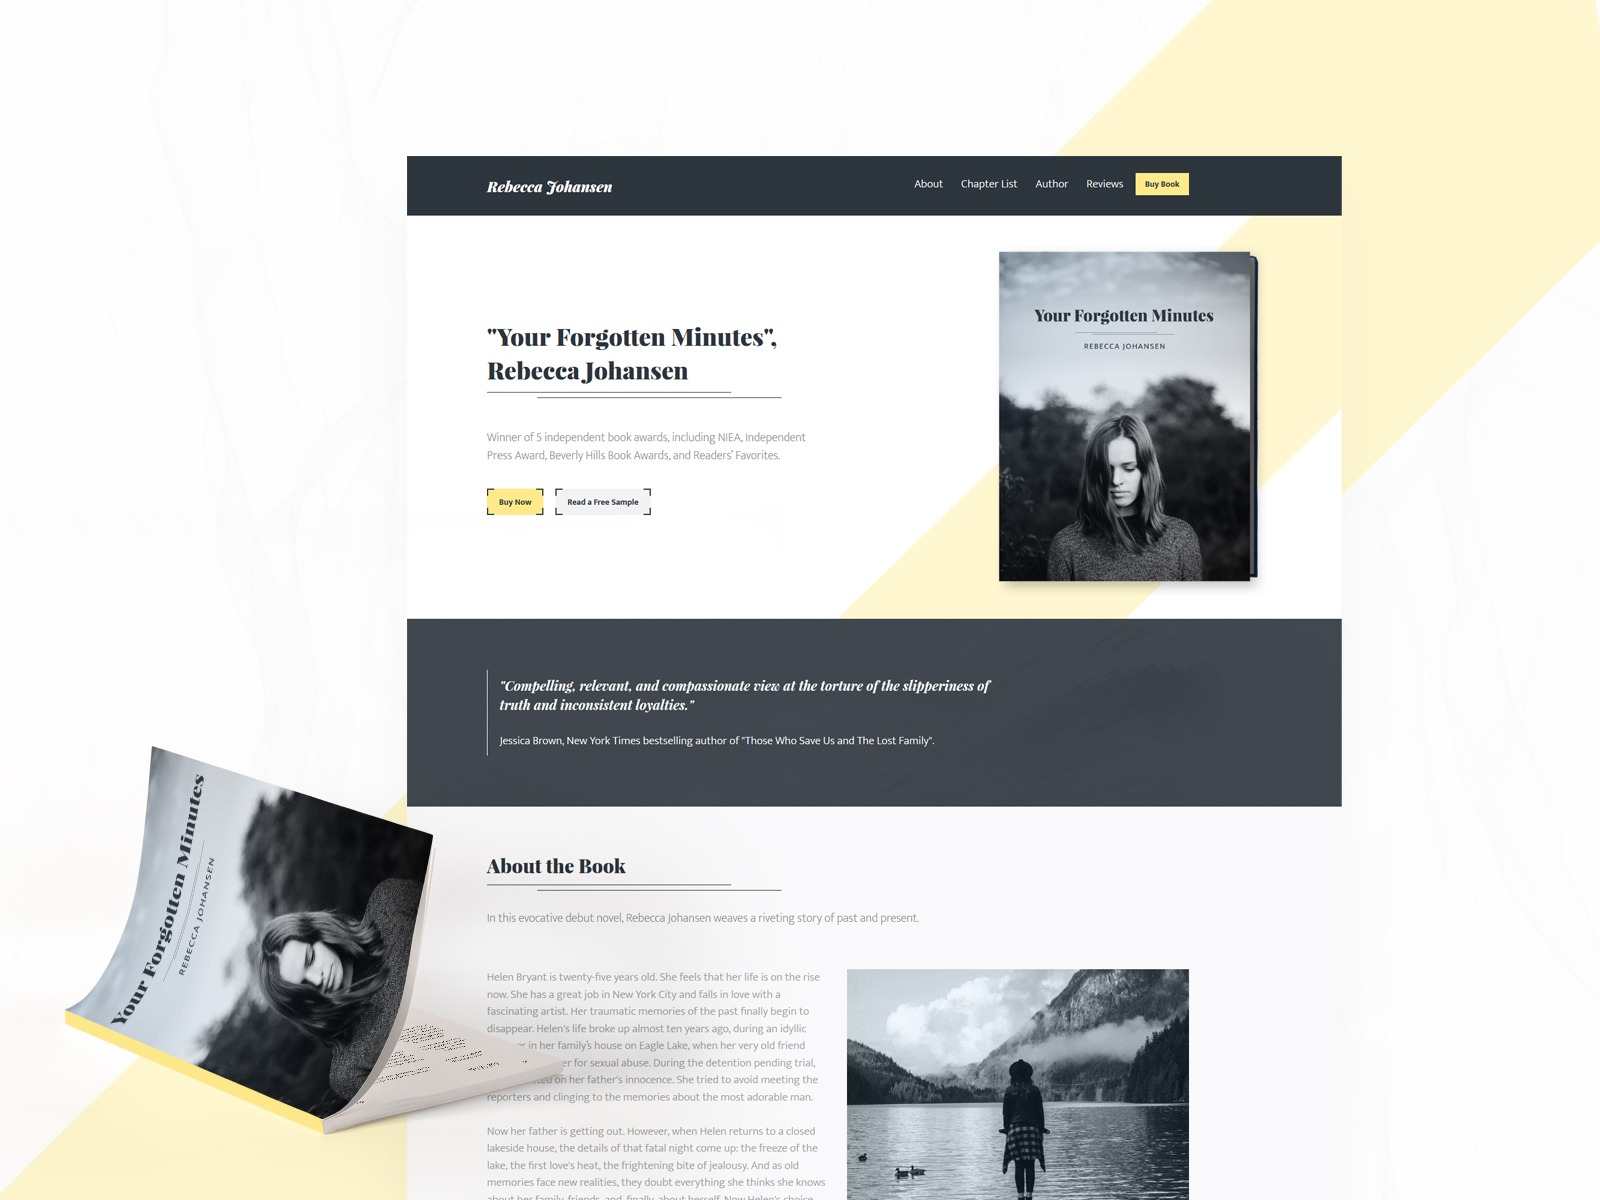 Rebecca Johansen
About Chapter List Author Reviews Buy Book
"Your Forgotten Minutes",
Rebecca Johansen
Winner of 5 independent book awards, including NIEA, Independent
Press Award, Beverly Hills Book Awards, and Readers' Favorites.
Buy Now Read a Free Sample
Your Forgotten Minutes
REBECCA JOHANSEN
"Compelling, relevant, and compassionate view at the torture of the slipperiness of
truth and inconsistent loyalties."
Jessica Brown, New York Times bestselling author of "Those Who Save Us and The Lost Family".
Your Forgotten Minutes
REBECCA JOHANSEN
About the Book
In this evocative debut novel, Rebecca Johansen weaves a riveting story of past and present.
Helen Bryant is twenty-five years old. She feels that her life is on the rise
now. She has a great job in New York City and falls in love with a
fascinating artist. Her traumatic memories of the past finally begin to
disappear. Helen's life broke up almost ten years ago, during an idyllic
in her family's house on Eagle Lake, when her very old friend
for sexual abuse. During the detention pending trial,
on her father's innocence. She tried to avoid meeting the
reporters and clinging to the memories about the most adorable man.
Now her father is getting out. However, when Helen returns to a closed
lakeside house, the details of that fatal night come up: the freeze of the
lake, the first love's heat, the frightening bite of jealousy. And as old
memories face new realities, they doubt everything she thinks she knows
about her family, friends, and, finally, about herself. Now Helen's choice